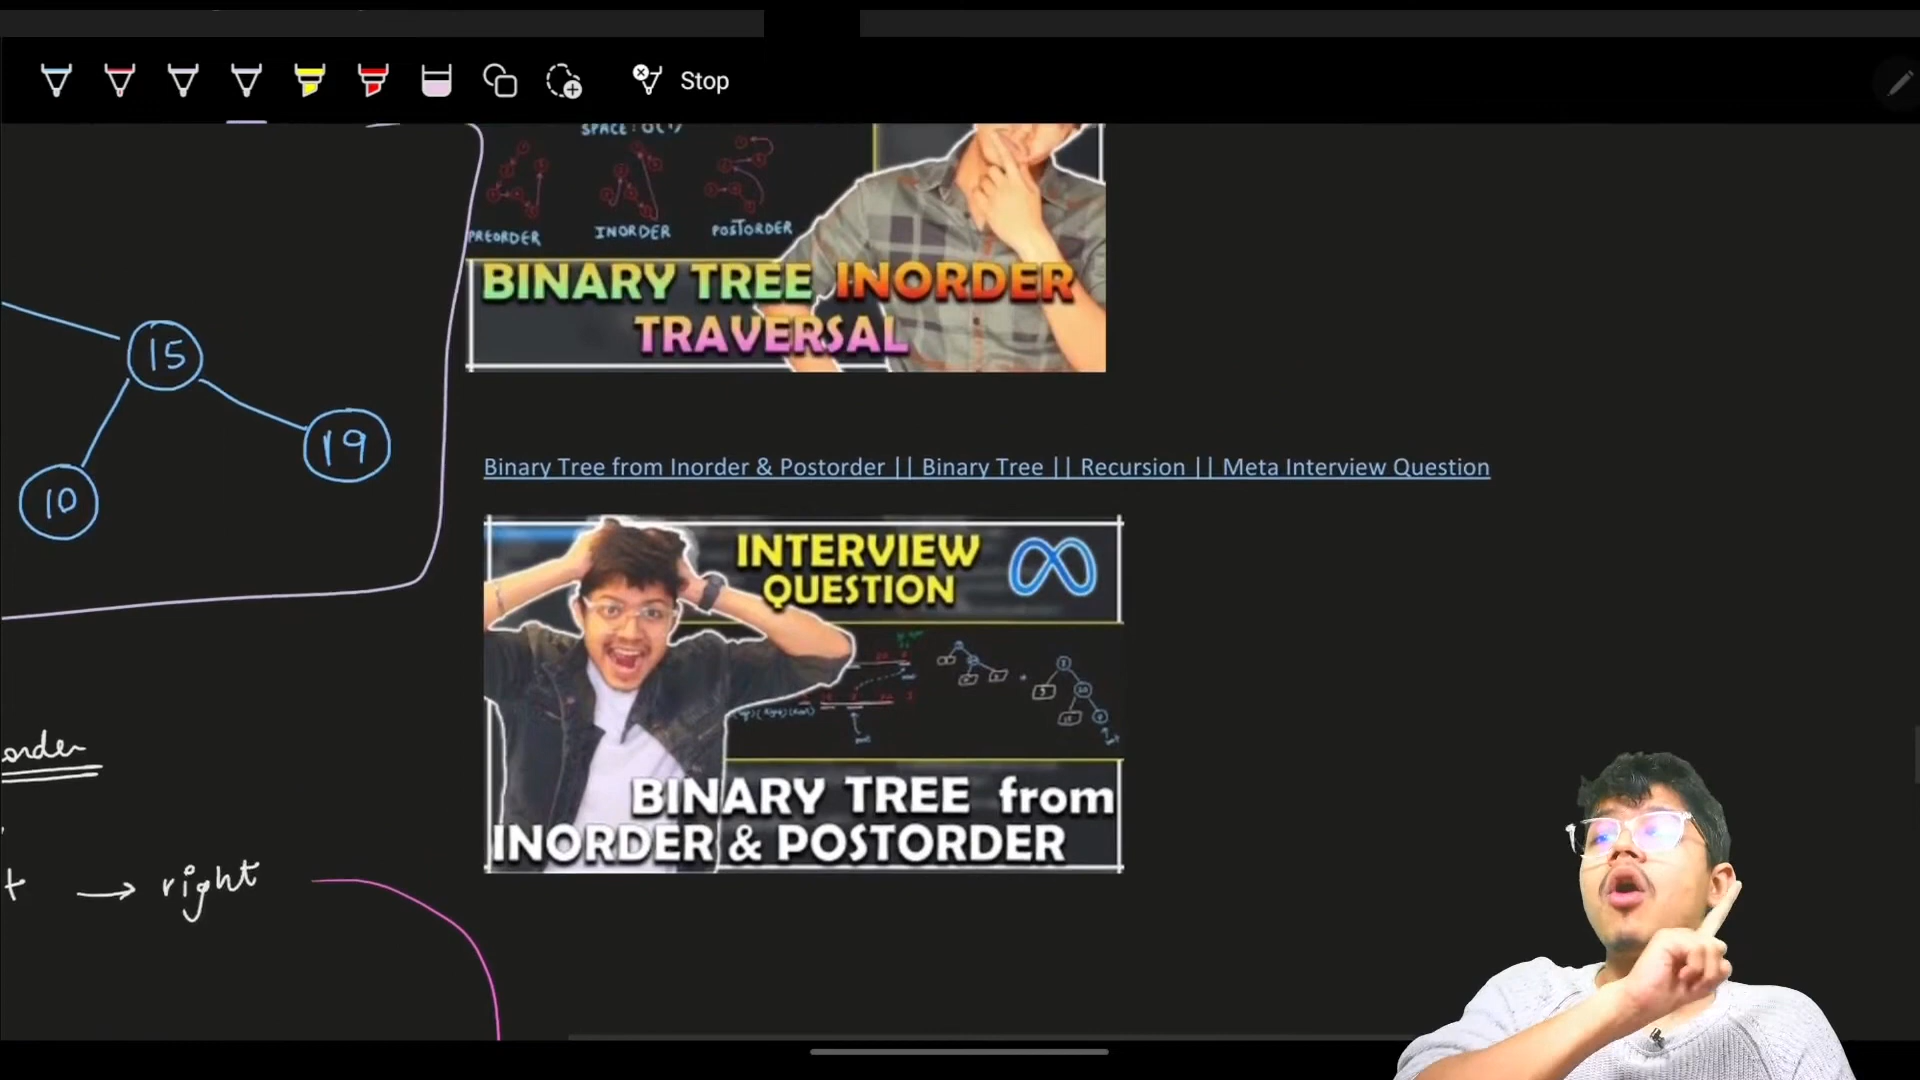 Stop
SPACE: O(1)
PREORDER INORDER POSTORDER
BINARY TREE INORDER
TRAVERSAL
15
19
10
Binary Tree from Inorder & Postorder || Binary Tree || Recursion || Meta Interview Question
INTERVIEW
QUESTION
BINARY TREE from
INORDER & POSTORDER
order
t → right